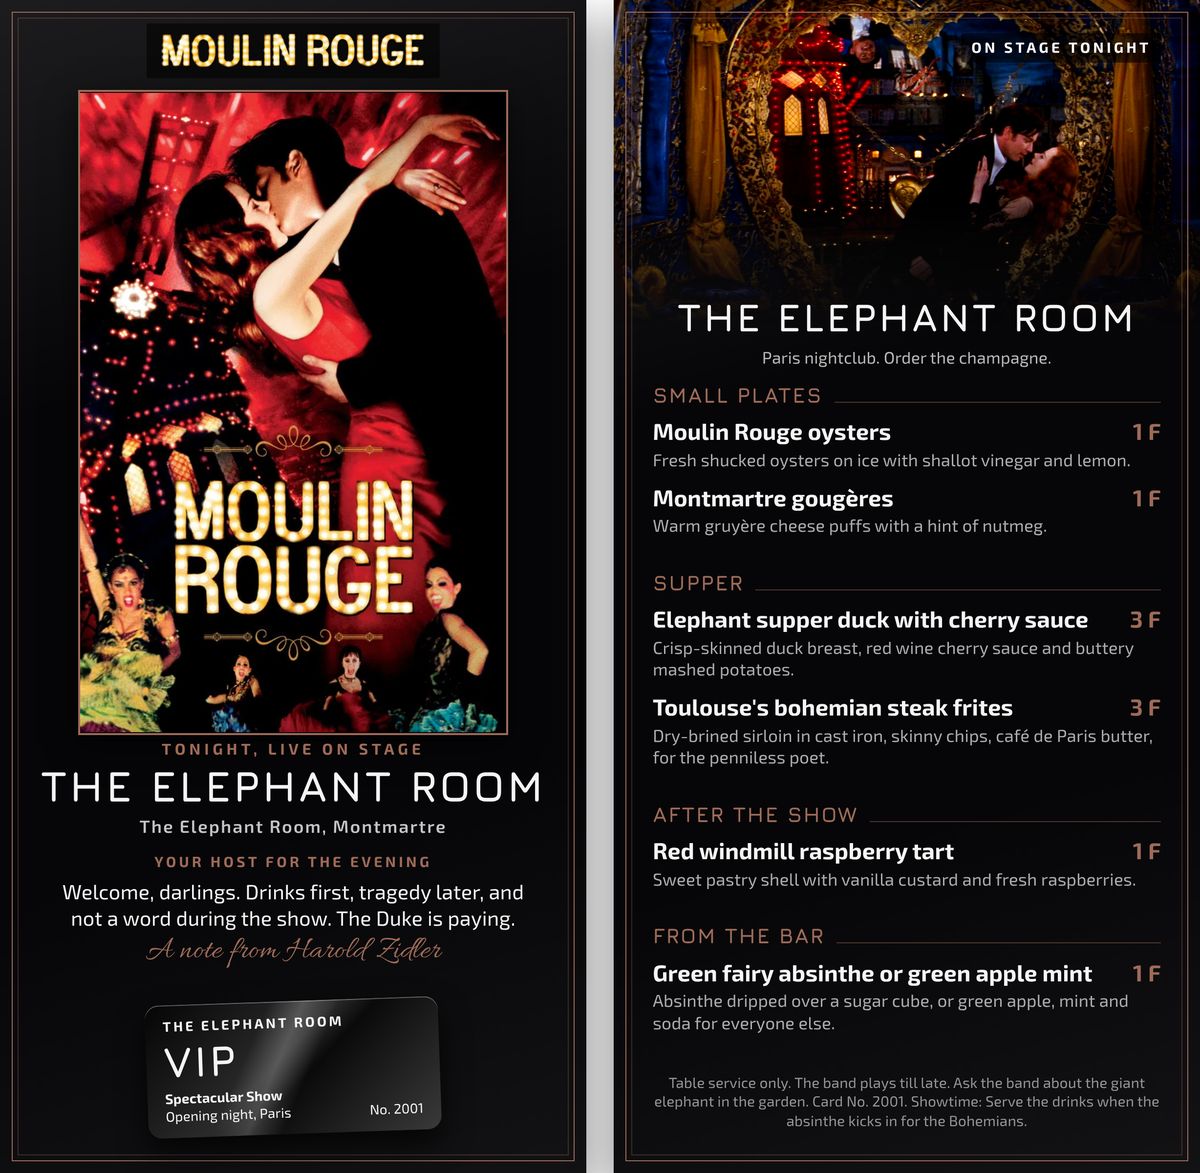 MOULIN ROUGE
MOULIN
ROUGE
TONIGHT, LIVE ON STAGE
THE ELEPHANT ROOM
The Elephant Room, Montmartre
YOUR HOST FOR THE EVENING
Welcome, darlings. Drinks first, tragedy later, and
not a word during the show. The Duke is paying.
A note from Harold Zidler
THE ELEPHANT ROOM
VIP
Spectacular Show
Opening night, Paris
No. 2001
ON STAGE TONIGHT
THE ELEPHANT ROOM
Paris nightclub. Order the champagne.
SMALL PLATES
Moulin Rouge oysters 1 F
Fresh shucked oysters on ice with shallot vinegar and lemon.
Montmartre gougères 1 F
Warm gruyère cheese puffs with a hint of nutmeg.
SUPPER
Elephant supper duck with cherry sauce 3 F
Crisp-skinned duck breast, red wine cherry sauce and buttery
mashed potatoes.
Toulouse's bohemian steak frites 3 F
Dry-brined sirloin in cast iron, skinny chips, café de Paris butter,
for the penniless poet.
AFTER THE SHOW
Red windmill raspberry tart 1 F
Sweet pastry shell with vanilla custard and fresh raspberries.
FROM THE BAR
Green fairy absinthe or green apple mint 1 F
Absinthe dripped over a sugar cube, or green apple, mint and
soda for everyone else.
Table service only. The band plays till late. Ask the band about the giant
elephant in the garden. Card No. 2001. Showtime: Serve the drinks when the
absinthe kicks in for the Bohemians.